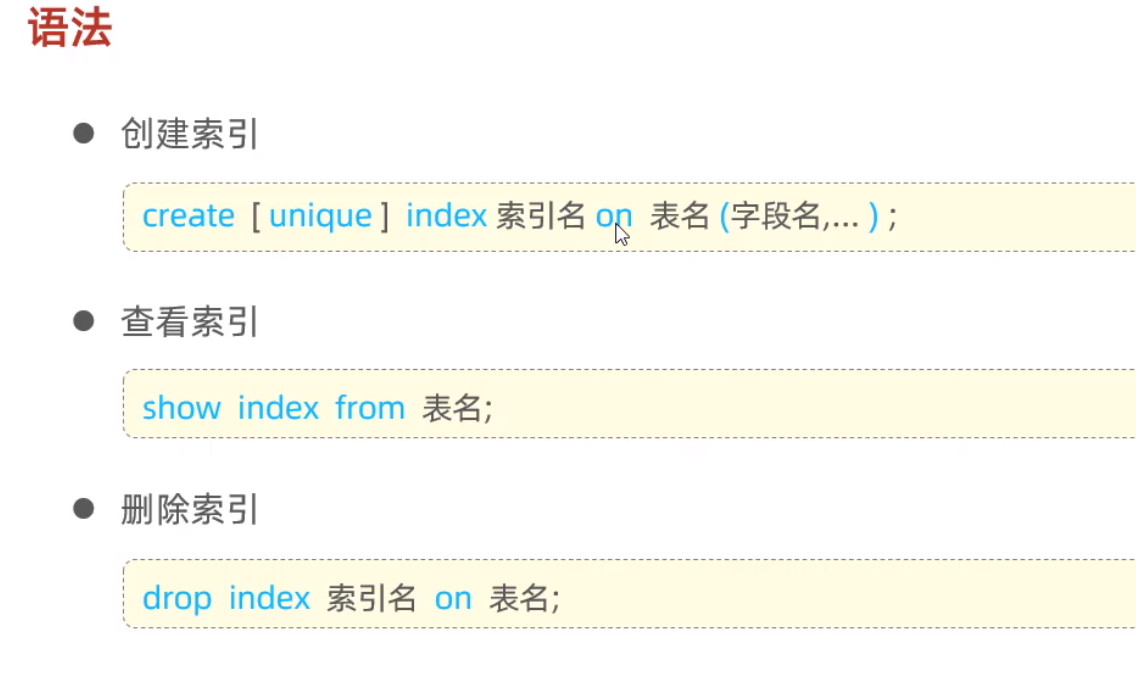 语法
创建索引
create [ unique ] index 索引名 on 表名 (字段名,... ) ;
查看索引
show index from 表名;
删除索引
drop index 索引名 on 表名;